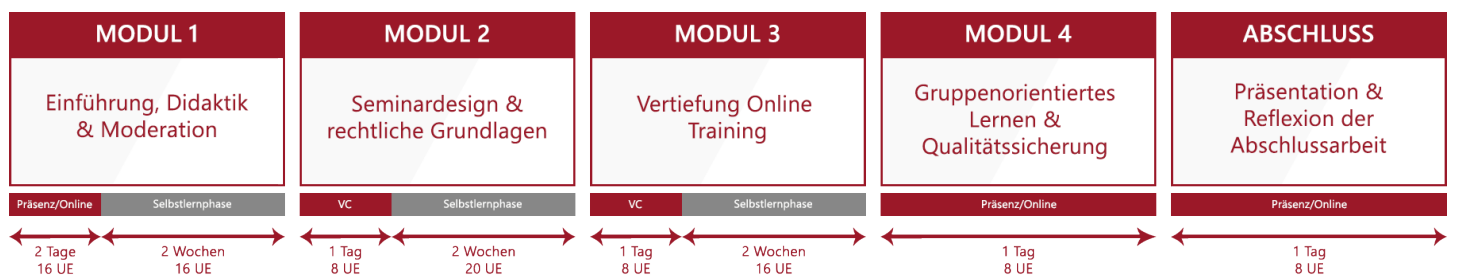 MODUL 1
Einführung, Didaktik
& Moderation
Präsenz/Online
Selbstlernphase
2 Tage
16 UE
2 Wochen
16 UE
MODUL 2
Seminardesign &
rechtliche Grundlagen
VC
Selbstlernphase
1 Tag
8 UE
2 Wochen
20 UE
MODUL 3
Vertiefung Online
Training
VC
Selbstlernphase
1 Tag
8 UE
2 Wochen
16 UE
MODUL 4
Gruppenorientiertes
Lernen &
Qualitätssicherung
Präsenz/Online
1 Tag
8 UE
ABSCHLUSS
Präsentation &
Reflexion der
Abschlussarbeit
Präsenz/Online
1 Tag
8 UE